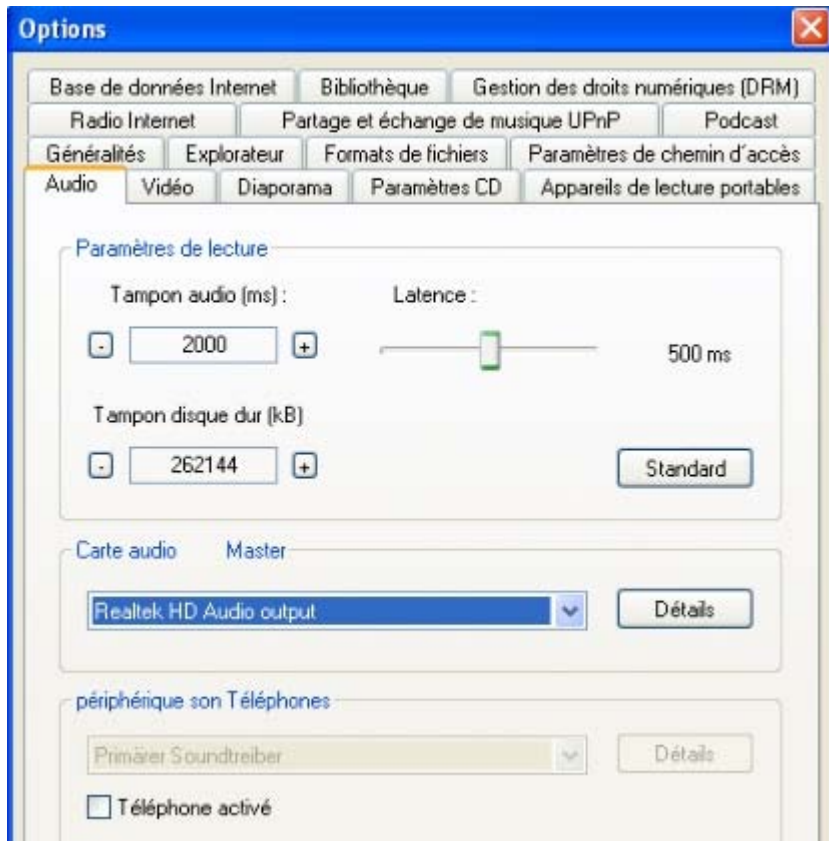 Options
Base de données Internet Bibliothèque Gestion des droits numériques (DRM)
Radio Internet Partage et échange de musique UPnP Podcast
Généralités Explorateur Formats de fichiers Paramètres de chemin d´accès
Audio Vidéo Diaporama Paramètres CD Appareils de lecture portables
Paramètres de lecture
Tampon audio (ms) : Latence :
- 2000 + 500 ms
Tampon disque dur (kB)
- 262144 + Standard
Carte audio Master
Realtek HD Audio output Détails
périphérique son Téléphones
Primärer Soundtreiber Détails
Téléphone activé